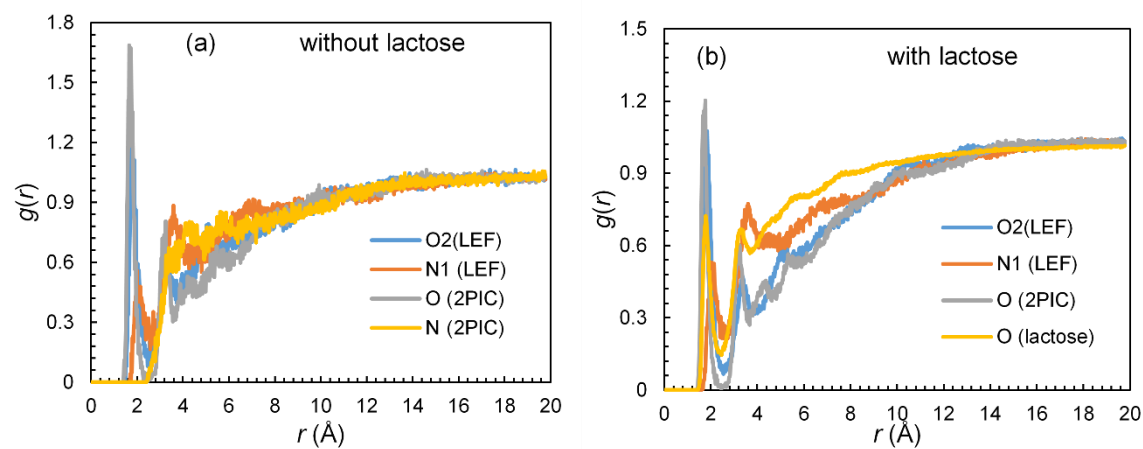 (a) without lactose
g(r)
1.8
1.5
1.2
0.9
0.6
0.3
0
O2(LEF)
N1 (LEF)
O (2PIC)
N (2PIC)
0 2 4 6 8 10 12 14 16 18 20
r (Å)
(b) with lactose
g(r)
1.5
1.2
0.9
0.6
0.3
0
O2(LEF)
N1 (LEF)
O (2PIC)
O (lactose)
0 2 4 6 8 10 12 14 16 18 20
r (Å)